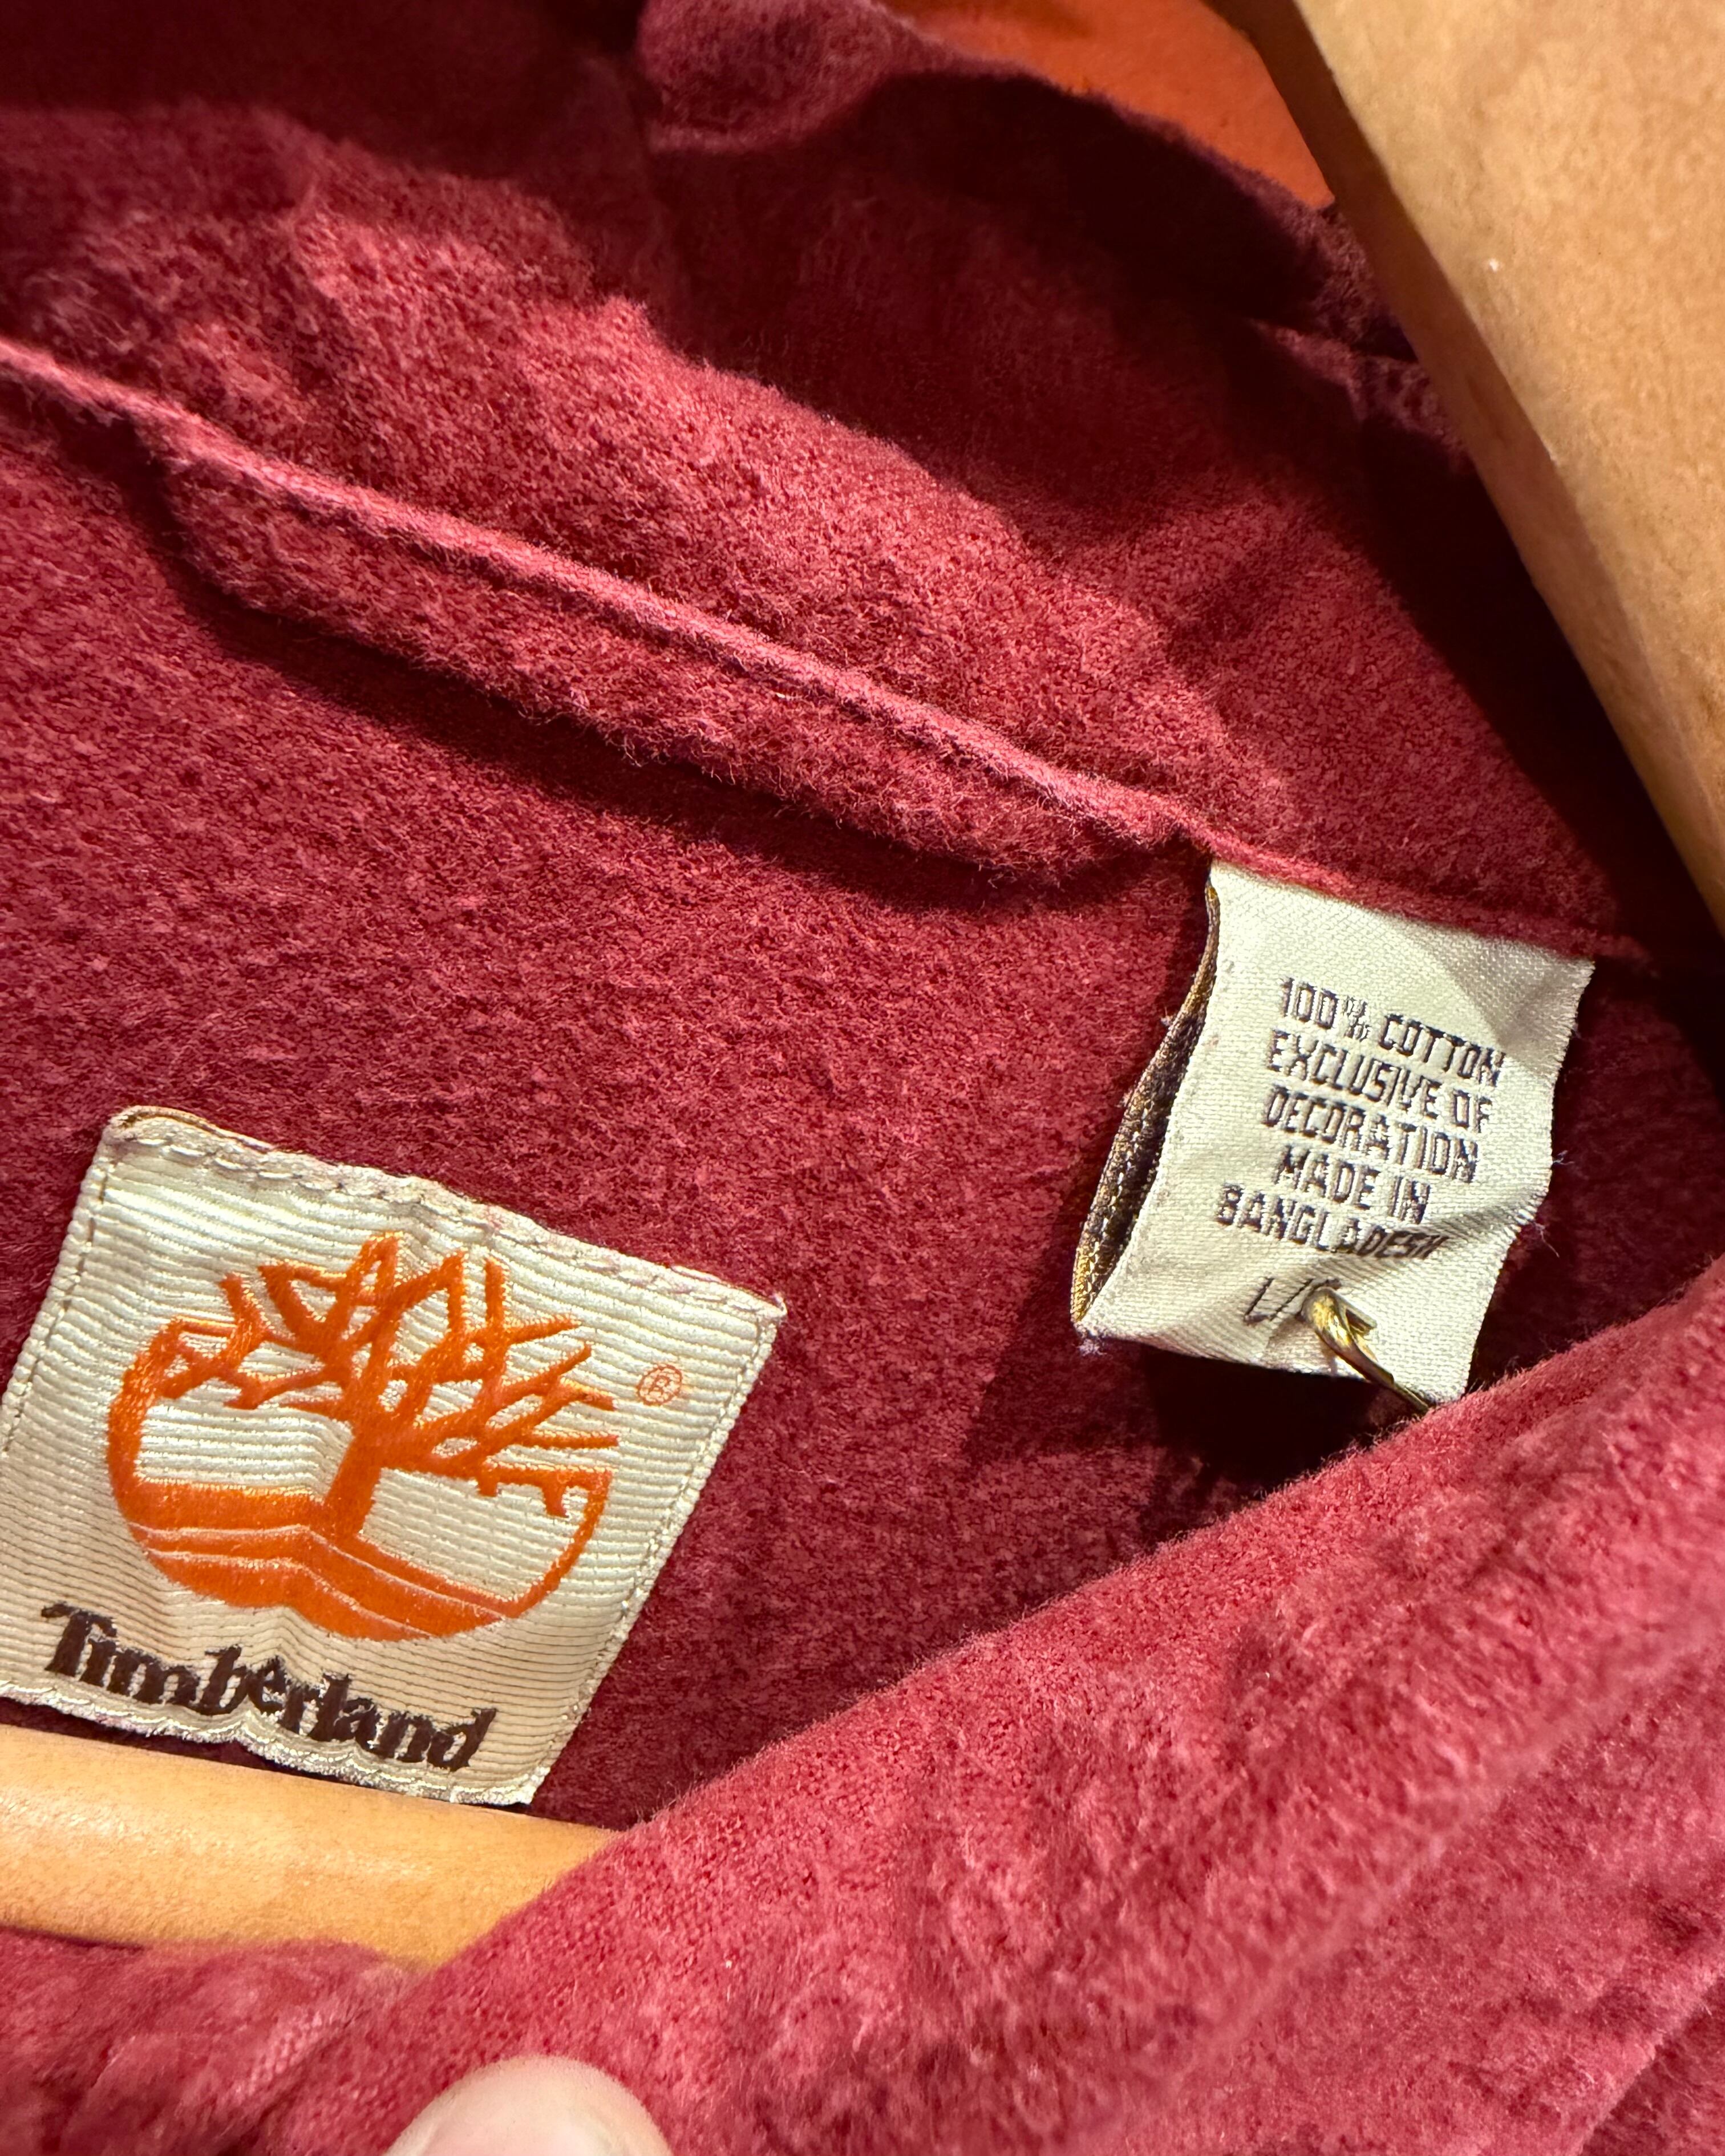 100% COTTON
EXCLUSIVE OF
DECORATION
MADE IN
BANGLADESH
®
Timberland